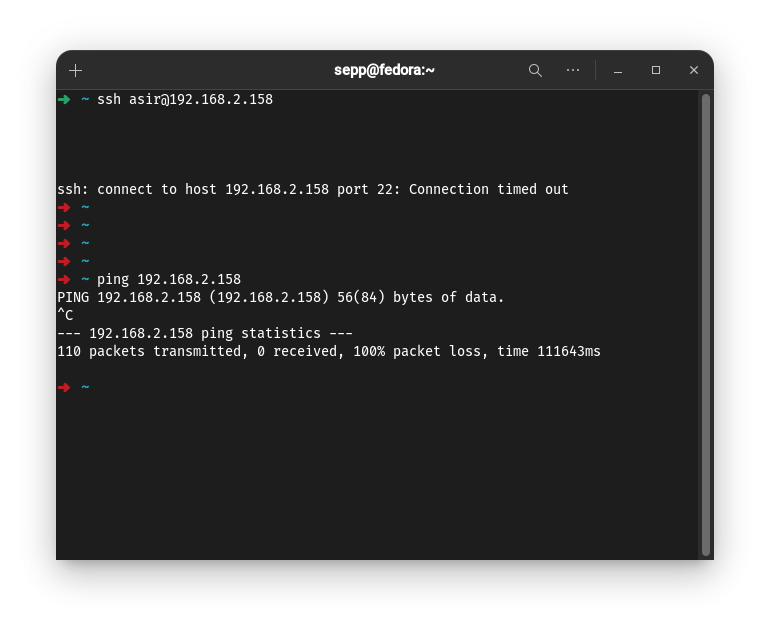 sepp@fedora:~
➜ ~ ssh asir@192.168.2.158
ssh: connect to host 192.168.2.158 port 22: Connection timed out
➜ ~
➜ ~
➜ ~
➜ ~
➜ ~ ping 192.168.2.158
PING 192.168.2.158 (192.168.2.158) 56(84) bytes of data.
^C
--- 192.168.2.158 ping statistics ---
110 packets transmitted, 0 received, 100% packet loss, time 111643ms
➜ ~